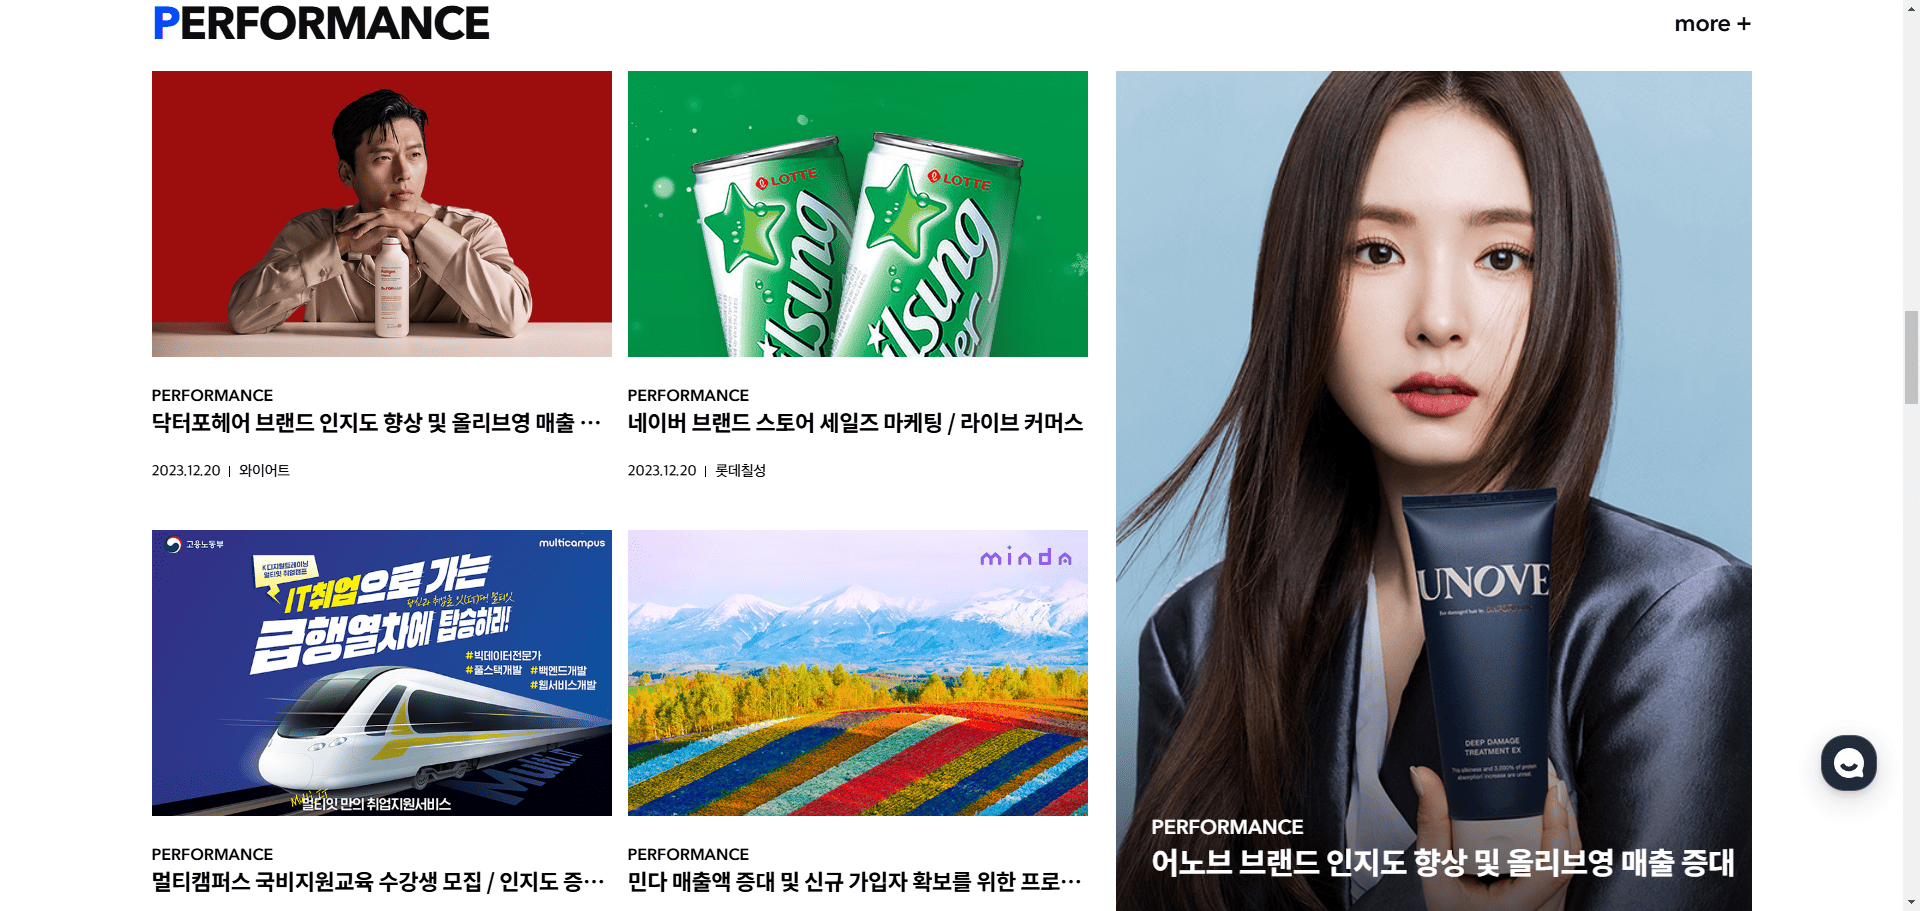 PERFORMANCE
more +
LOTTE
LOTTE
ilsung
ilsung
PERFORMANCE
닥터포헤어 브랜드 인지도 향상 및 올리브영 매출 ···
2023.12.20 | 와이어트
PERFORMANCE
네이버 브랜드 스토어 세일즈 마케팅 / 라이브 커머스
2023.12.20 | 롯데칠성
고용노동부
multicampus
K 디지털트레이닝
멀티잇 취업캠프
IT취업으로 가는
급행열차에 탑승하라!
#빅데이터전문가
#풀스택개발 #백엔드개발
#웹서비스개발
멀티잇 만의 취업지원서비스
PERFORMANCE
멀티캠퍼스 국비지원교육 수강생 모집 / 인지도 증···
minda
PERFORMANCE
민다 매출액 증대 및 신규 가입자 확보를 위한 프로···
UNOVE
DEEP DAMAGE
TREATMENT EX
PERFORMANCE
어노브 브랜드 인지도 향상 및 올리브영 매출 증대